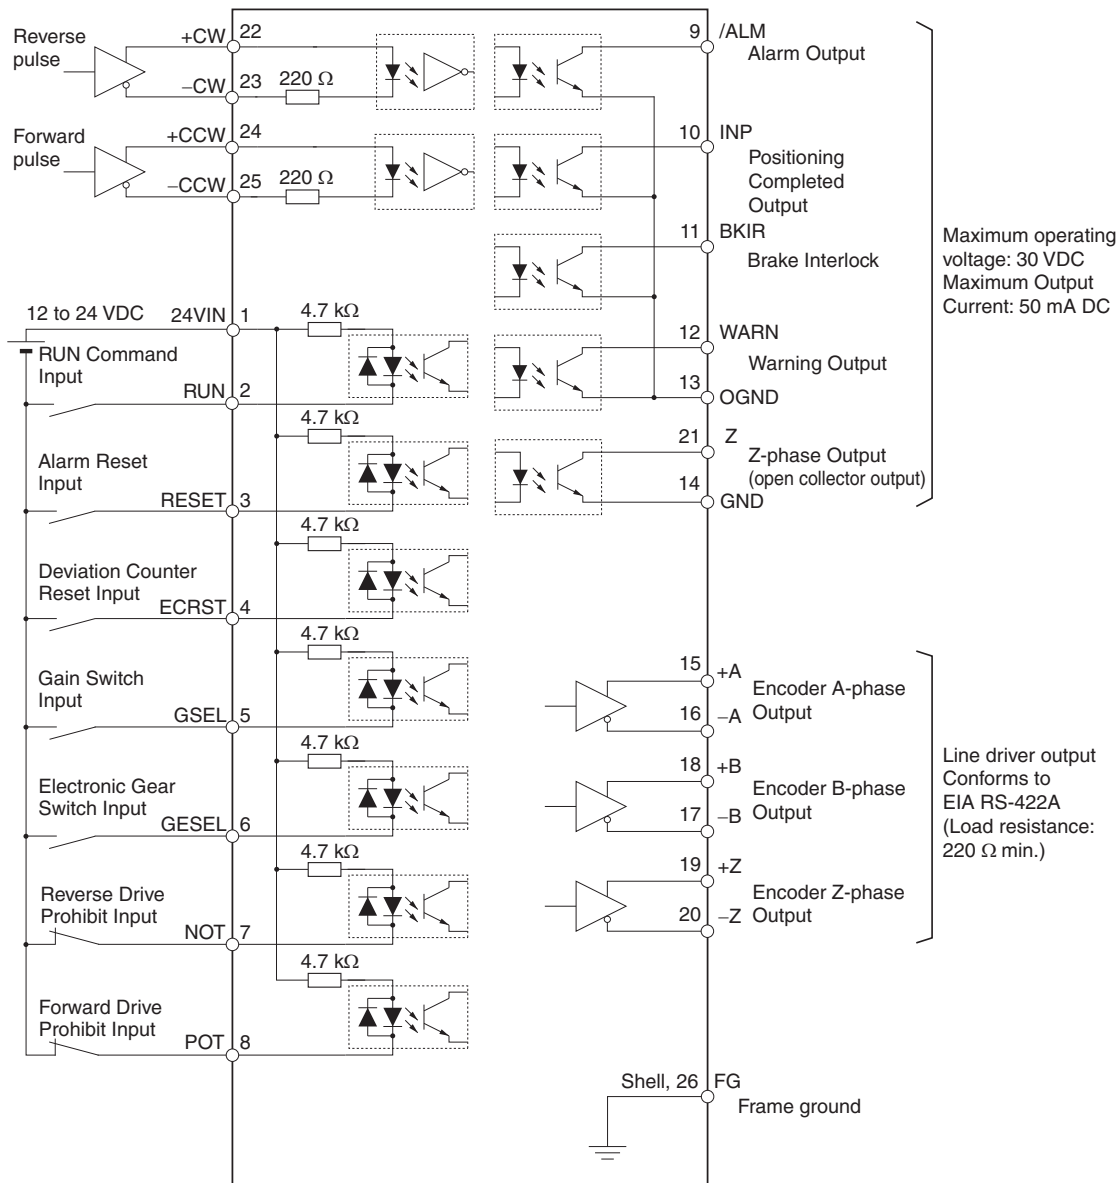 Reverse
pulse
+CW
22
−CW
23
220 Ω
Forward
pulse
+CCW
24
−CCW
25
220 Ω
12 to 24 VDC
24VIN
1
4.7 kΩ
RUN Command
Input
RUN
2
4.7 kΩ
Alarm Reset
Input
RESET
3
4.7 kΩ
Deviation Counter
Reset Input
ECRST
4
4.7 kΩ
Gain Switch
Input
GSEL
5
4.7 kΩ
Electronic Gear
Switch Input
GESEL
6
4.7 kΩ
Reverse Drive
Prohibit Input
NOT
7
4.7 kΩ
Forward Drive
Prohibit Input
POT
8
9
/ALM
Alarm Output
10
INP
Positioning
Completed
Output
11
BKIR
Brake Interlock
12
WARN
Warning Output
13
OGND
21
Z
Z-phase Output
(open collector output)
14
GND
Maximum operating
voltage: 30 VDC
Maximum Output
Current: 50 mA DC
15
+A
Encoder A-phase
Output
16
−A
18
+B
Encoder B-phase
Output
17
−B
19
+Z
Encoder Z-phase
Output
20
−Z
Line driver output
Conforms to
EIA RS-422A
(Load resistance:
220 Ω min.)
Shell, 26
FG
Frame ground